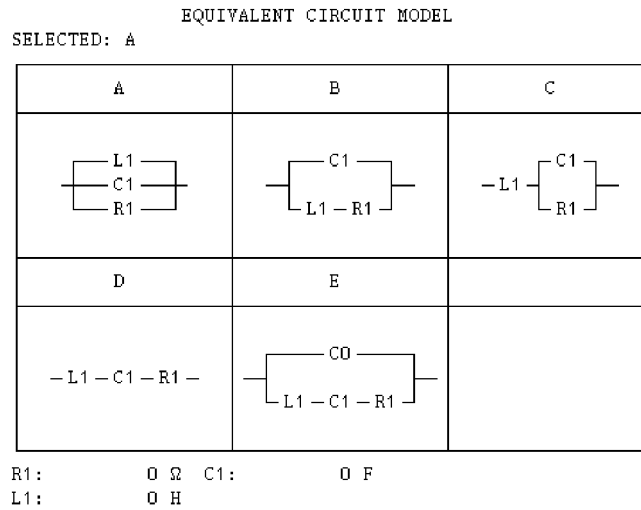 EQUIVALENT CIRCUIT MODEL
SELECTED: A
A B C
L1 C1 C1
C1 L1
R1 L1 R1 R1
D E
C0
L1 C1 R1
L1 C1 R1
R1: 0 Ω C1: 0 F
L1: 0 H